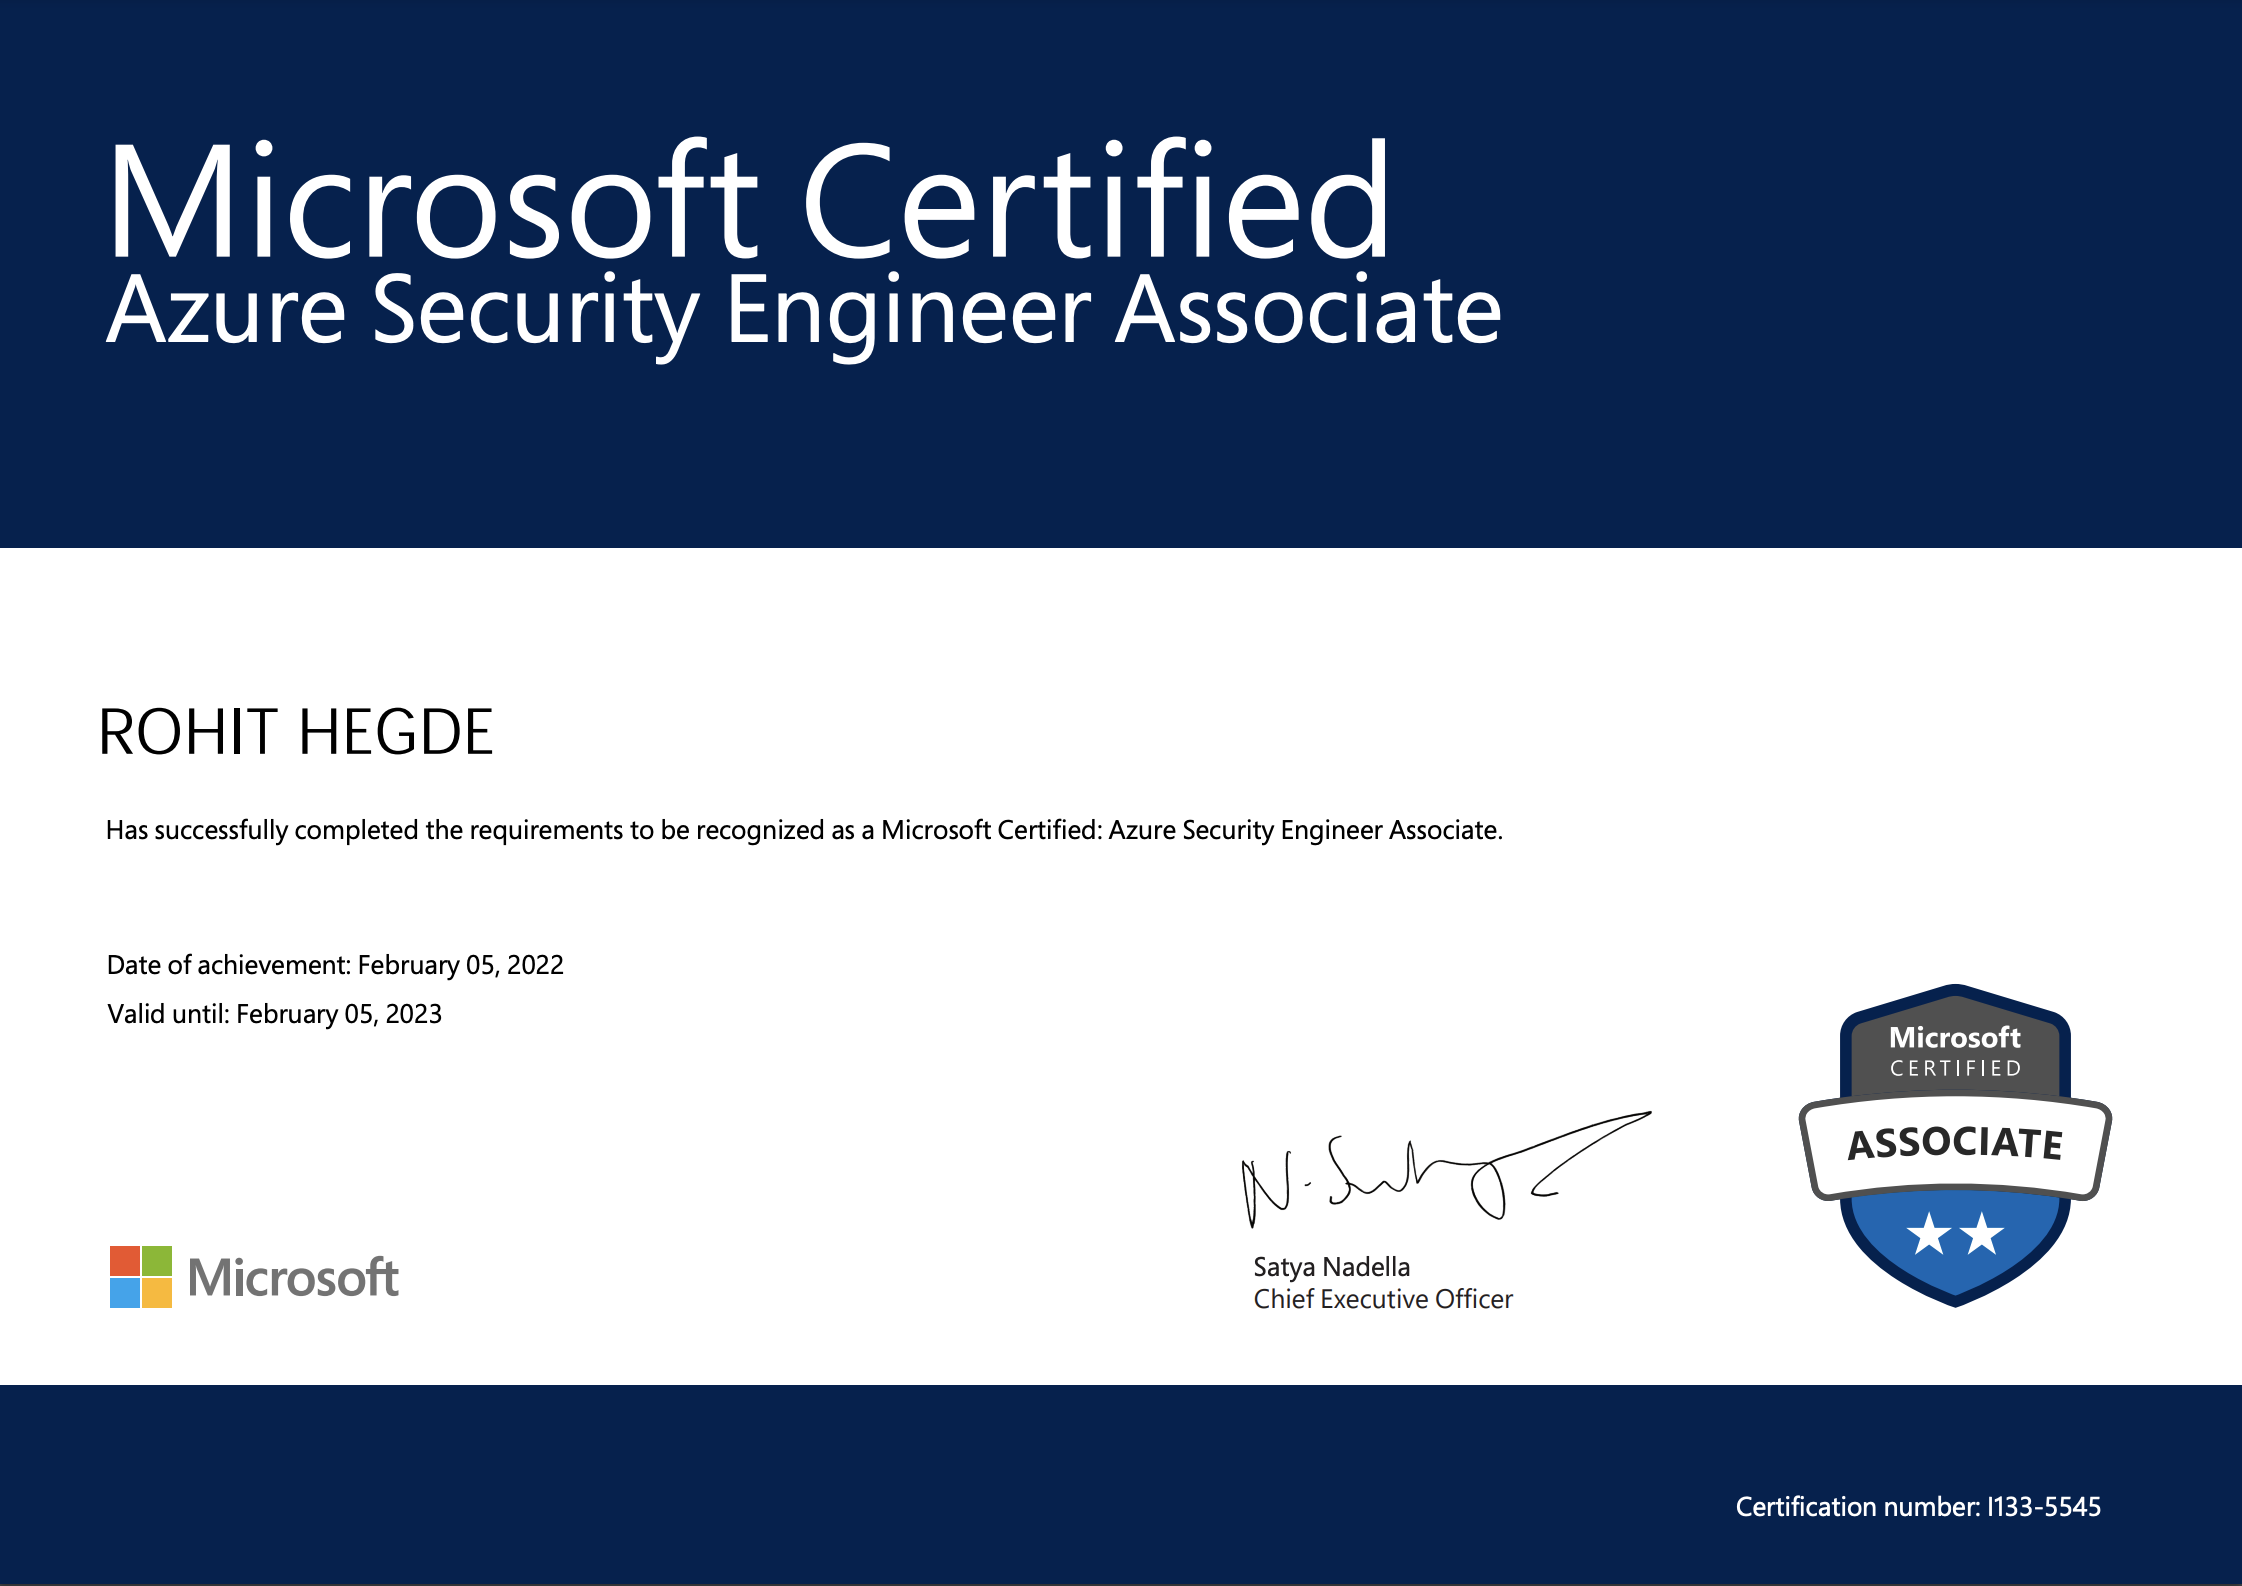 Microsoft Certified
Azure Security Engineer Associate
ROHIT HEGDE
Has successfully completed the requirements to be recognized as a Microsoft Certified: Azure Security Engineer Associate.
Date of achievement: February 05, 2022
Valid until: February 05, 2023
Microsoft
CERTIFIED
ASSOCIATE
Microsoft
Satya Nadella
Chief Executive Officer
Certification number: I133-5545